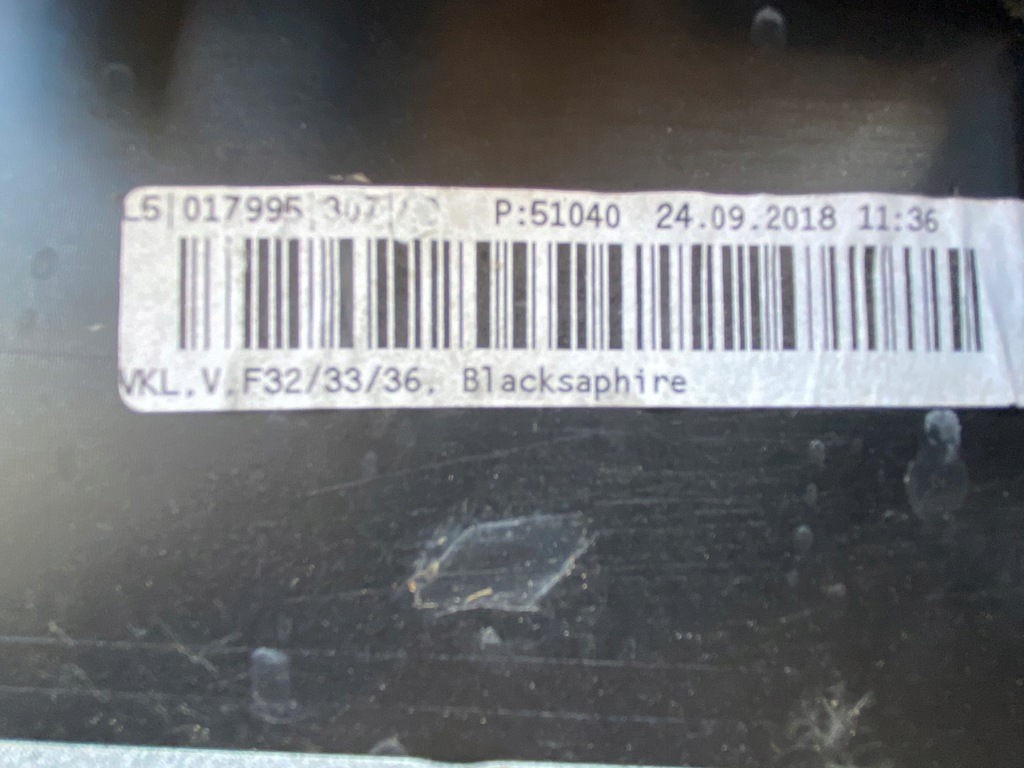 L5|017995 307 P:51040 24.09.2018 11:36
VKL,V,F32/33/36, Blacksaphire